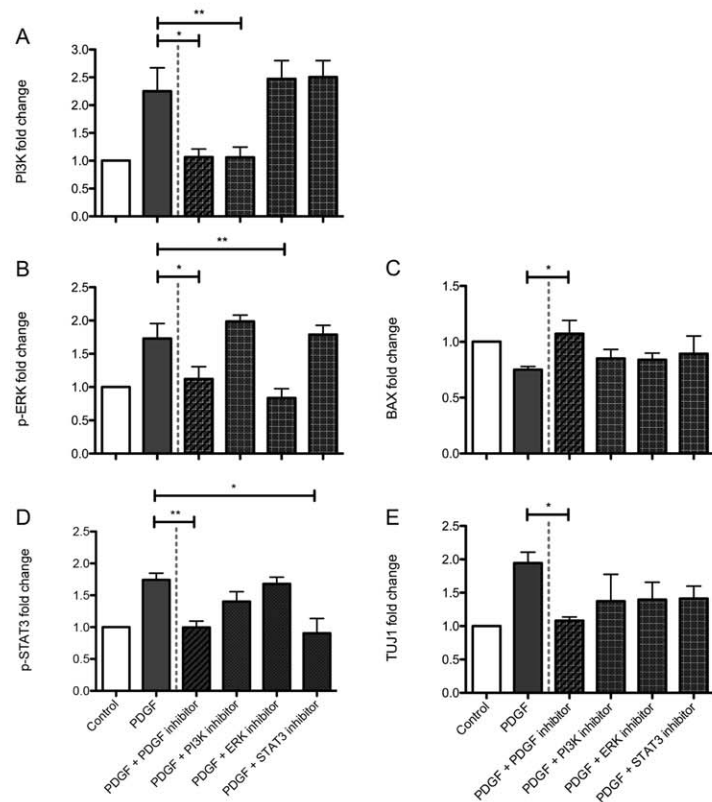 A
**
*
PI3K fold change
3.0
2.5
2.0
1.5
1.0
0.5
0.0
B
**
*
p-ERK fold change
2.5
2.0
1.5
1.0
0.5
0.0
C
*
BAX fold change
1.5
1.0
0.5
0.0
D
*
**
p-STAT3 fold change
2.5
2.0
1.5
1.0
0.5
0.0
Control
PDGF
PDGF + PDGF inhibitor
PDGF + PI3K inhibitor
PDGF + ERK inhibitor
PDGF + STAT3 inhibitor
E
*
TUJ1 fold change
2.5
2.0
1.5
1.0
0.5
0.0
Control
PDGF
PDGF + PDGF inhibitor
PDGF + PI3K inhibitor
PDGF + ERK inhibitor
PDGF + STAT3 inhibitor